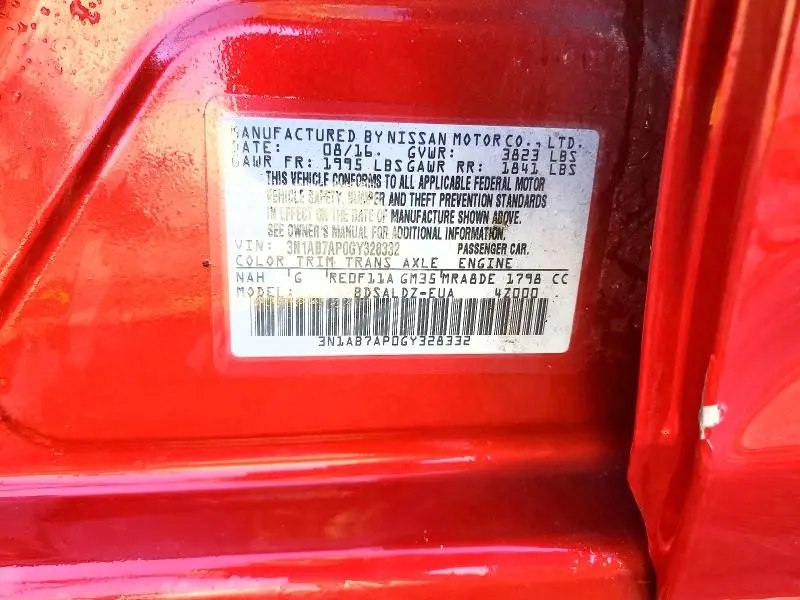 MANUFACTURED BY NISSAN MOTOR CO., LTD.
DATE: 08/16. GVWR: 3823 LBS
GAWR FR: 1995 LBS GAWR RR: 1841 LBS
THIS VEHICLE CONFORMS TO ALL APPLICABLE FEDERAL MOTOR
VEHICLE SAFETY, BUMPER AND THEFT PREVENTION STANDARDS
IN EFFECT ON THE DATE OF MANUFACTURE SHOWN ABOVE.
SEE OWNER'S MANUAL FOR ADDITIONAL INFORMATION.
VIN: 3N1AB7AP0GY328332 PASSENGER CAR.
COLOR TRIM TRANS AXLE ENGINE
NAH G RE0F11A GM35 MRA8DE 1798 CC
MODEL: BDSALDZ-EUA 4Z000
3N1AB7AP0GY328332